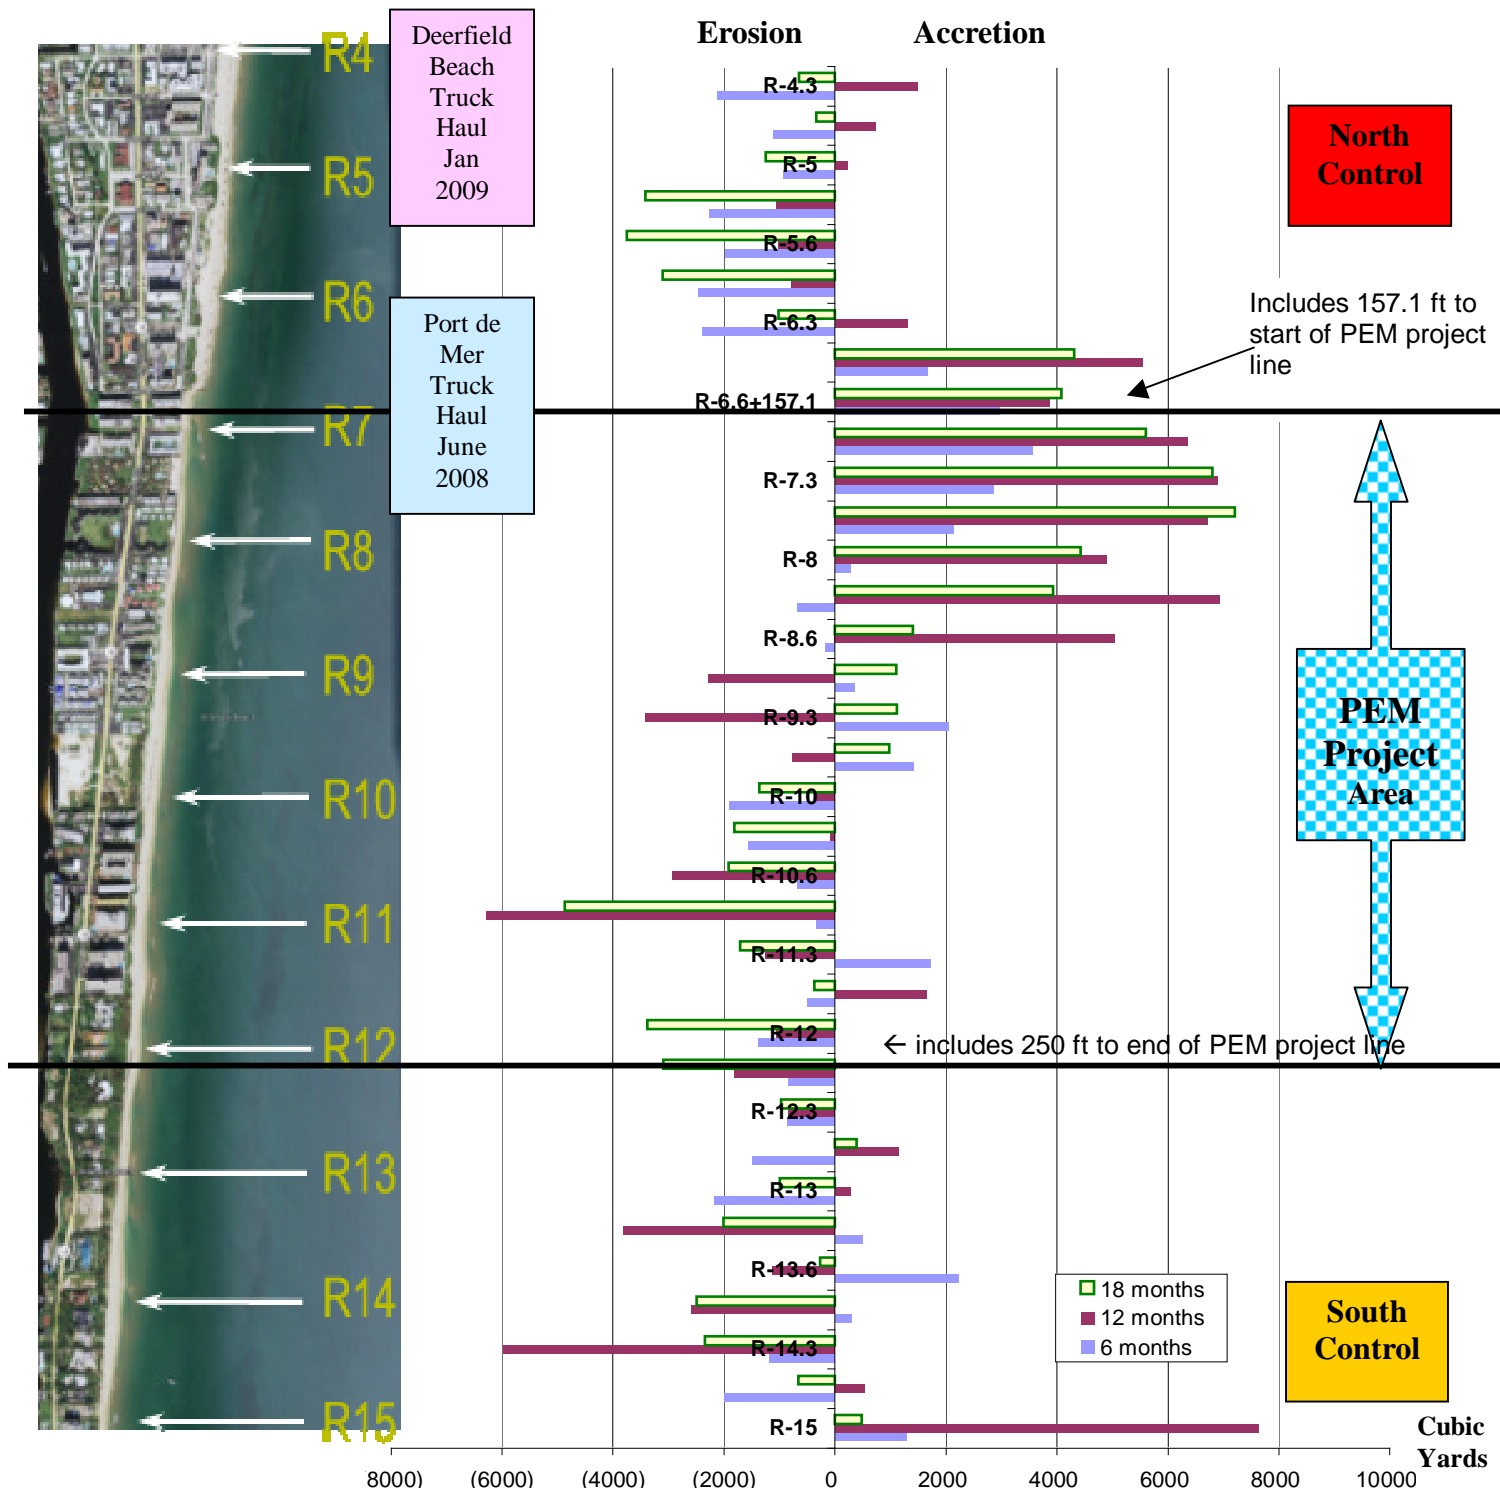 Erosion
Accretion
R4
R5
R6
R7
R8
R9
R10
R11
R12
R13
R14
R15
Deerfield
Beach
Truck
Haul
Jan
2009
Port de
Mer
Truck
Haul
June
2008
R-4.3
R-5
R-5.6
R-6.3
R-6.6+157.1
R-7.3
R-8
R-8.6
R-9.3
R-10
R-10.6
R-11.3
R-12
R-12.3
R-13
R-13.6
R-14.3
R-15
North
Control
Includes 157.1 ft to
start of PEM project
line
PEM
Project
Area
← includes 250 ft to end of PEM project line
18 months
12 months
6 months
South
Control
Cubic
Yards
8000) (6000) (4000) (2000) 0 2000 4000 6000 8000 10000